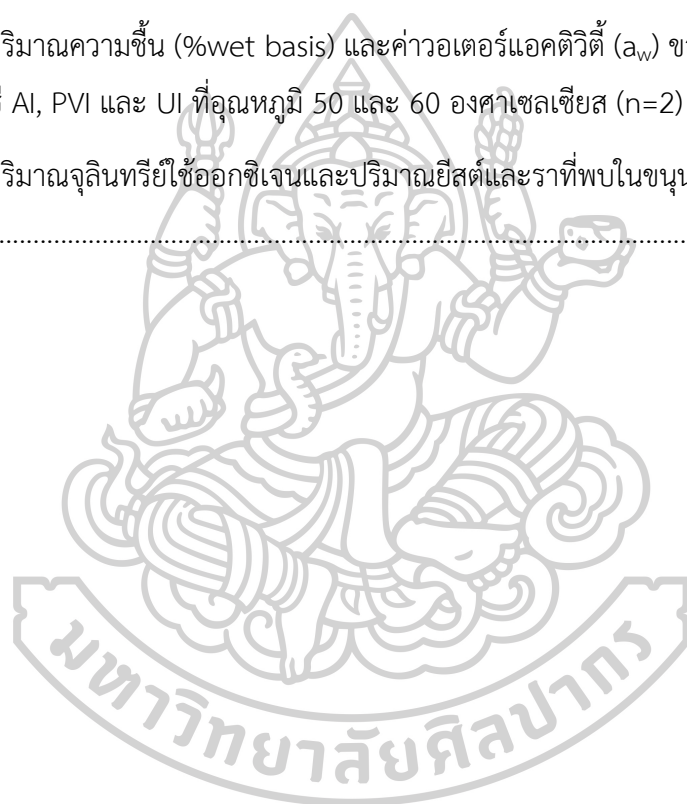 ริมาณความชื้น (%wet basis) และค่าวอเตอร์แอคติวิตี้ (aw) ข
AI, PVI และ UI ที่อุณหภูมิ 50 และ 60 องศาเซลเซียส (n=2)
ริมาณจุลินทรีย์ใช้ออกซิเจนและปริมาณยีสต์และราที่พบในขนุน
....................................................................................................
มหาวิทยาลัยศิลปากร